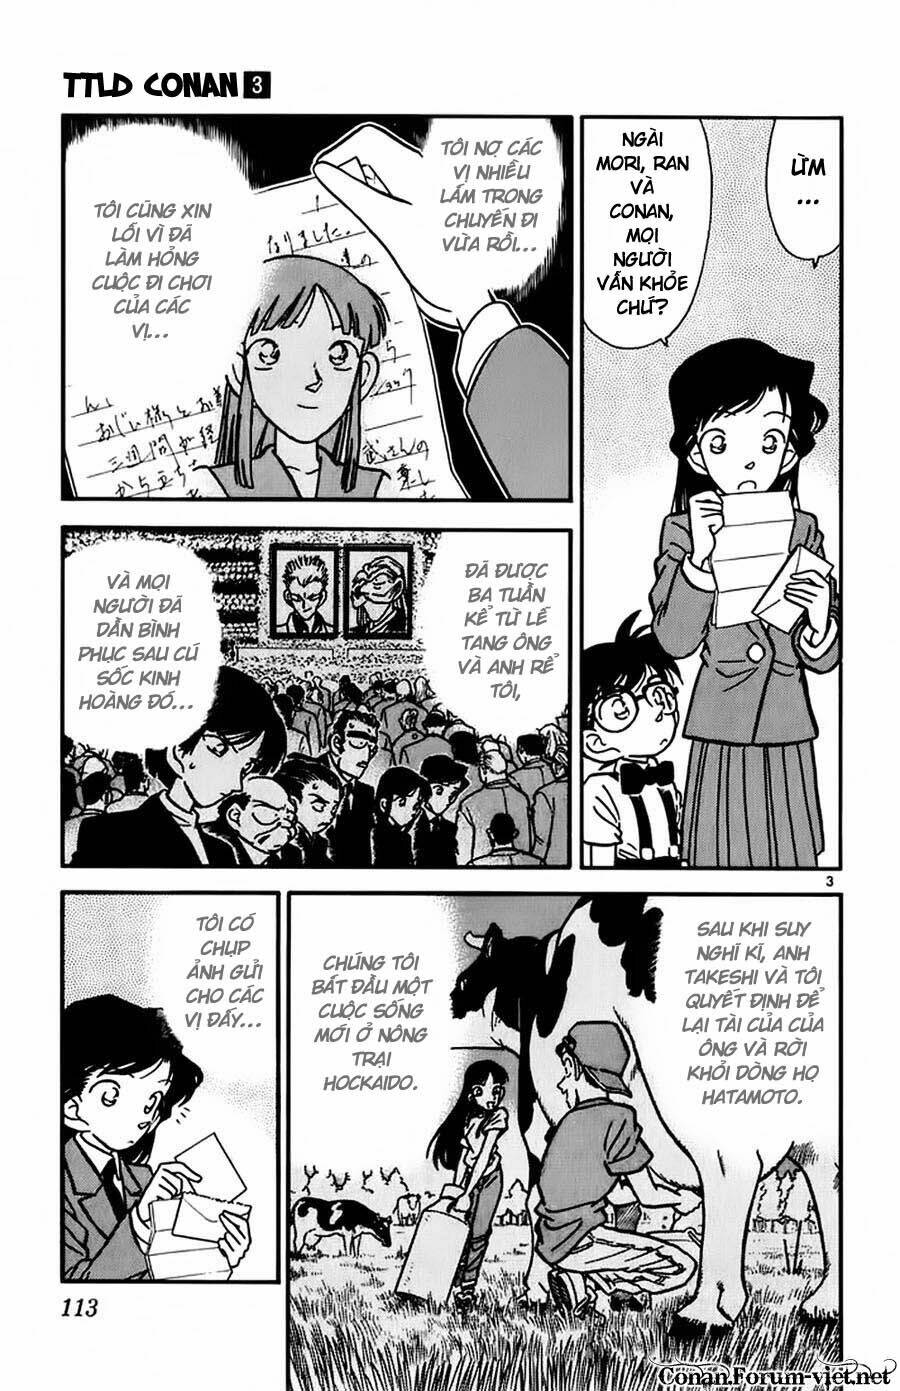 TTLD CONAN 3
ỪM
...
NGÀI
MORI, RAN
VÀ
CONAN,
MỌI
NGƯỜI
VẪN KHỎE
CHỨ?
TÔI NỢ CÁC
VỊ NHIỀU
LẮM TRONG
CHUYẾN ĐI
VỪA RỒI...
TÔI CŨNG XIN
LỖI VÌ ĐÃ
LÀM HỎNG
CUỘC ĐI CHƠI
CỦA CÁC
VỊ...
なりました。
ĐÃ ĐƯỢC
BA TUẦN
KỂ TỪ LỄ
TANG ÔNG
VÀ ANH RỂ
TÔI,
VÀ MỌI
NGƯỜI ĐÃ
DẦN BÌNH
PHỤC SAU CÚ
SỐC KINH
HOÀNG ĐÓ...
3
SAU KHI SUY
NGHĨ KĨ, ANH
TAKESHI VÀ TÔI
QUYẾT ĐỊNH ĐỂ
LẠI TÀI CỦA CỦA
ÔNG VÀ RỜI
KHỎI DÒNG HỌ
HATAMOTO.
CHÚNG TÔI
BẮT ĐẦU MỘT
CUỘC SỐNG
MỚI Ở NÔNG
TRẠI
HOCKAIDO.
TÔI CÓ
CHỤP
ẢNH GỬI
CHO CÁC
VỊ ĐẤY...
113
Conan.Forum-viet.net